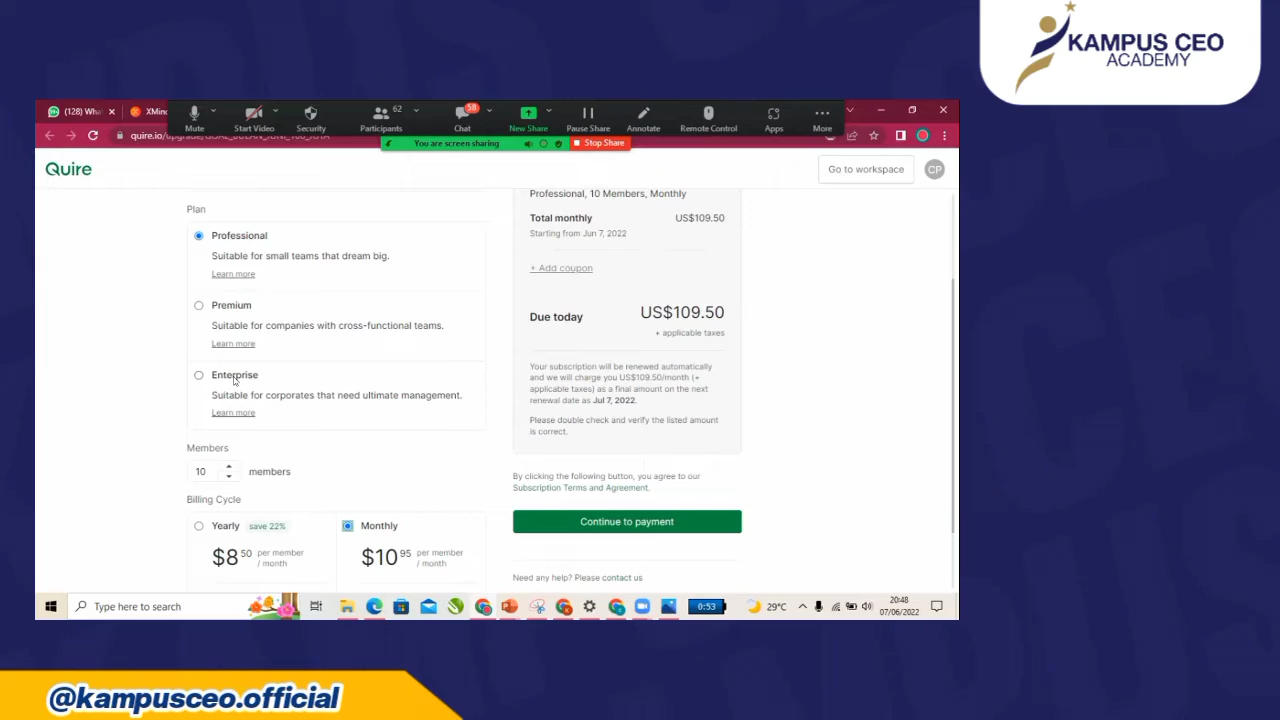 KAMPUS CEO
ACADEMY
(128) Wha
XMind
Mute
Start Video
Security
62
Participants
58
Chat
New Share
Pause Share
Annotate
Remote Control
Apps
More
You are screen sharing
Stop Share
Quire
Go to workspace
CP
Plan
Professional
Suitable for small teams that dream big.
Learn more
Premium
Suitable for companies with cross-functional teams.
Learn more
Enterprise
Suitable for corporates that need ultimate management.
Learn more
Members
10 members
Billing Cycle
Yearly save 22%
$8 50 per member / month
Monthly
$10 95 per member / month
Professional, 10 Members, Monthly
Total monthly US$109.50
Starting from Jun 7, 2022
+ Add coupon
Due today US$109.50
+ applicable taxes
Your subscription will be renewed automatically
and we will charge you US$109.50/month (+
applicable taxes) as a final amount on the next
renewal date as Jul 7, 2022.
Please double check and verify the listed amount
is correct.
By clicking the following button, you agree to our
Subscription Terms and Agreement.
Continue to payment
Need any help? Please contact us
Type here to search
0:53
29°C
20:48
07/06/2022
@kampusceo.official